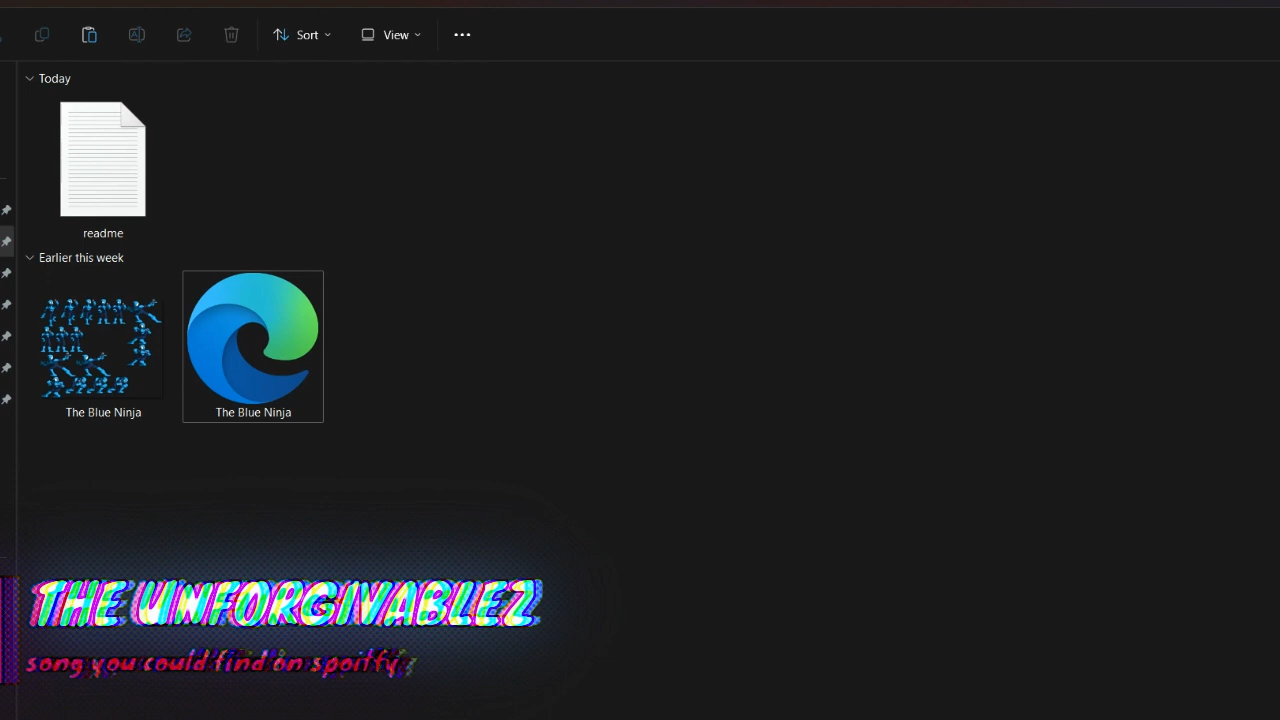 Sort
View
Today
readme
Earlier this week
The Blue Ninja
The Blue Ninja
THE UNFORGIVABLEZ
song you could find on spoitfy